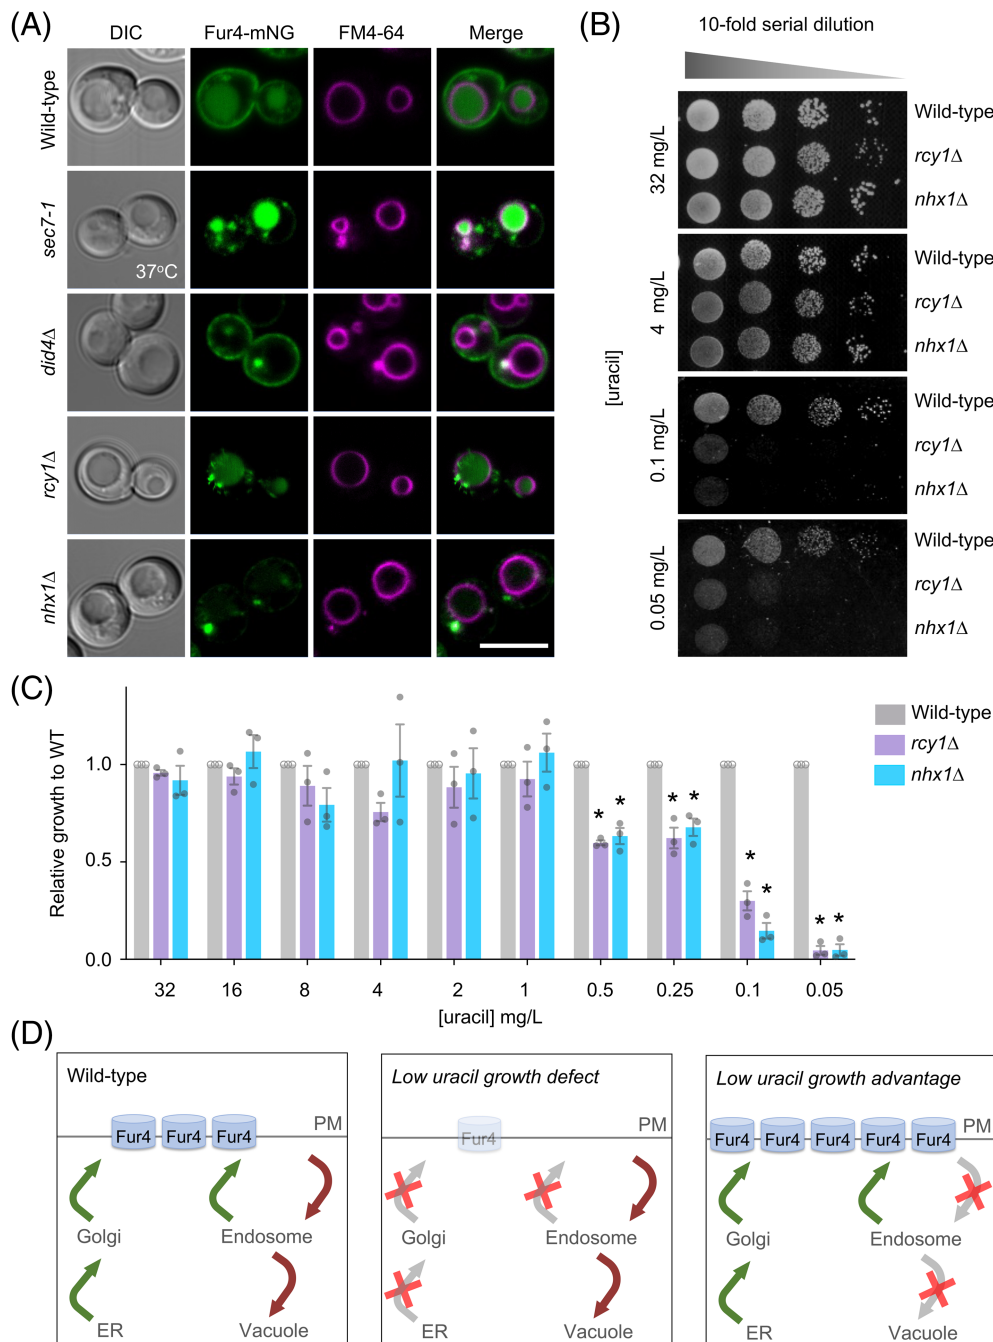 (A)
DIC
Fur4-mNG
FM4-64
Merge
Wild-type
sec7-1
37°C
did4Δ
rcy1Δ
nhx1Δ
(B)
10-fold serial dilution
[uracil]
32 mg/L
Wild-type
rcy1Δ
nhx1Δ
4 mg/L
Wild-type
rcy1Δ
nhx1Δ
0.1 mg/L
Wild-type
rcy1Δ
nhx1Δ
0.05 mg/L
Wild-type
rcy1Δ
nhx1Δ
(C)
Relative growth to WT
1.0
0.5
0.0
* * * * * * * *
32 16 8 4 2 1 0.5 0.25 0.1 0.05
[uracil] mg/L
Wild-type
rcy1Δ
nhx1Δ
(D)
Wild-type
PM
Fur4 Fur4 Fur4
Golgi
Endosome
ER
Vacuole
Low uracil growth defect
PM
Fur4
Golgi
Endosome
ER
Vacuole
Low uracil growth advantage
PM
Fur4 Fur4 Fur4 Fur4 Fur4
Golgi
Endosome
ER
Vacuole